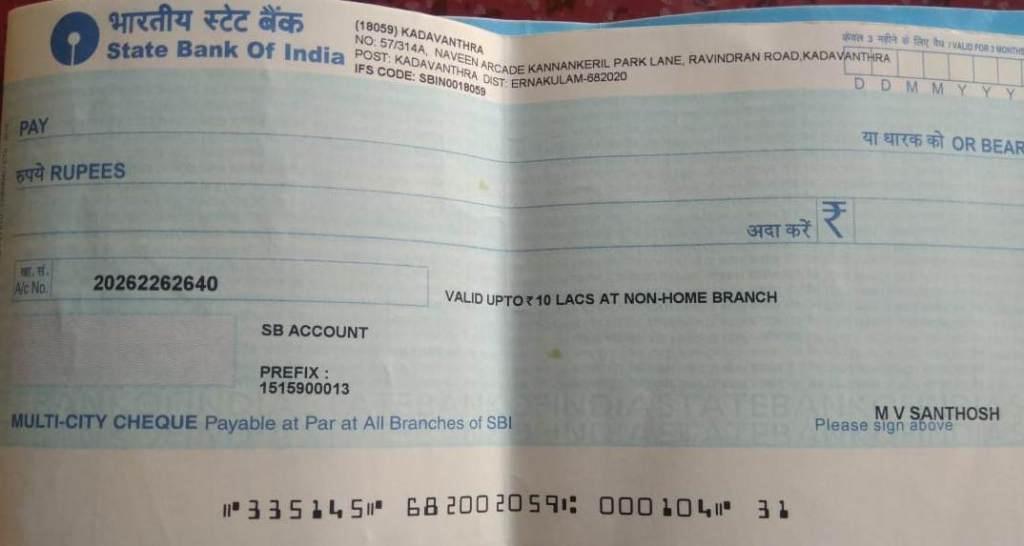 भारतीय स्टेट बैंक
State Bank Of India
(18059) KADAVANTHRA
NO: 57/314A, NAVEEN ARCADE KANNANKERIL PARK LANE, RAVINDRAN ROAD,KADAVANTHRA
POST: KADAVANTHRA DIST: ERNAKULAM-682020
IFS CODE: SBIN0018059
केवल 3 महीने के लिए वैध / VALID FOR 3 MONTHS
D D M M Y Y Y
PAY
या धारक को OR BEAR
रुपये RUPEES
अदा करें ₹
खा. सं.
A/c No.
20262262640
VALID UPTO ₹ 10 LACS AT NON-HOME BRANCH
SB ACCOUNT
PREFIX :
1515900013
MULTI-CITY CHEQUE Payable at Par at All Branches of SBI
M V SANTHOSH
Please sign above
⑈335145⑈ 682002059⑆ 000104⑈ 31